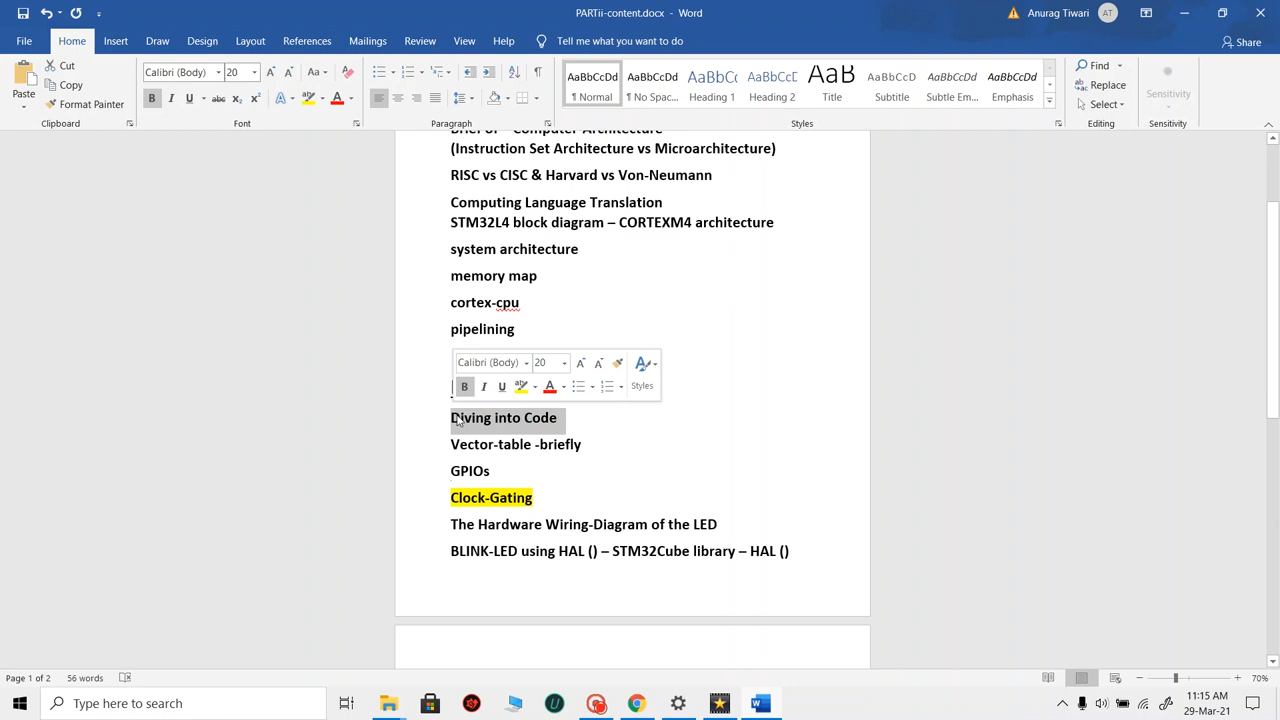 PARTi-content.docx - Word
Anurag Tiwari
AT
File Home Insert Draw Design Layout References Mailings Review View Help Tell me what you want to do
Share
Paste
Cut
Copy
Format Painter
Clipboard
Calibri (Body) 20
Font
Paragraph
AaBbCcDd ¶ Normal
AaBbCcDd ¶ No Spac...
AaBbCc Heading 1
AaBbCcD Heading 2
AaB Title
AaBbCcD Subtitle
AaBbCcDd Subtle Em...
AaBbCcDd Emphasis
Styles
Find
Replace
Select
Editing
Sensitivity
Sensitivity
(Instruction Set Architecture vs Microarchitecture)
RISC vs CISC & Harvard vs Von-Neumann
Computing Language Translation
STM32L4 block diagram – CORTEXM4 architecture
system architecture
memory map
cortex-cpu
pipelining
Calibri (Body) 20
B I U Styles
Diving into Code
Vector-table -briefly
GPIOs
Clock-Gating
The Hardware Wiring-Diagram of the LED
BLINK-LED using HAL () – STM32Cube library – HAL ()
Page 1 of 2 56 words
70%
Type here to search
11:15 AM
29-Mar-21